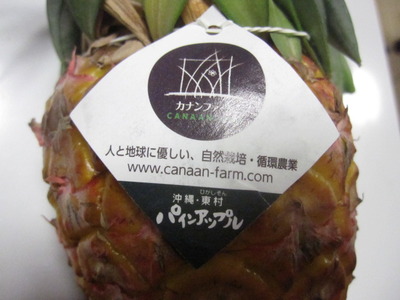 カナンファ
CANAAN
人と地球に優しい、自然栽培・循環農業
www.canaan-farm.com
ひがしそん
沖縄・東村
パインアップル